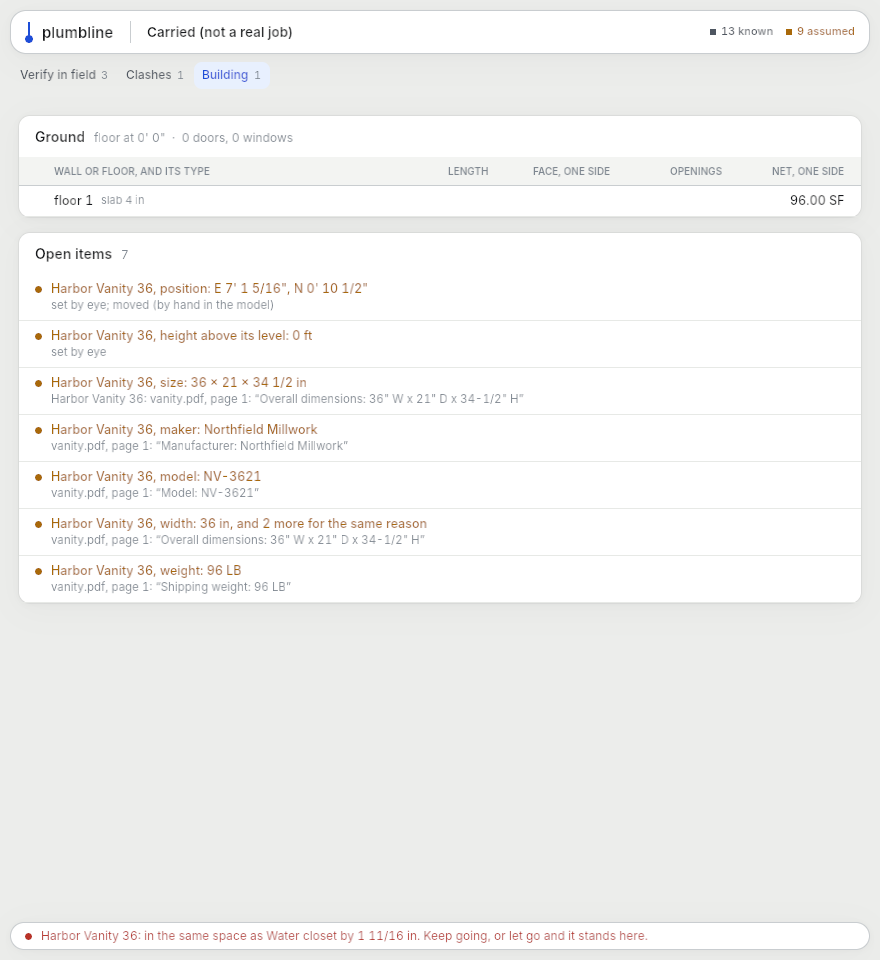 plumbline
Carried (not a real job)
13 known
9 assumed
Verify in field 3
Clashes 1
Building 1
Ground floor at 0' 0" · 0 doors, 0 windows
WALL OR FLOOR, AND ITS TYPE LENGTH FACE, ONE SIDE OPENINGS NET, ONE SIDE
floor 1 slab 4 in 96.00 SF
Open items 7
Harbor Vanity 36, position: E 7' 1 5/16", N 0' 10 1/2"
set by eye; moved (by hand in the model)
Harbor Vanity 36, height above its level: 0 ft
set by eye
Harbor Vanity 36, size: 36 × 21 × 34 1/2 in
Harbor Vanity 36: vanity.pdf, page 1: “Overall dimensions: 36" W x 21" D x 34-1/2" H”
Harbor Vanity 36, maker: Northfield Millwork
vanity.pdf, page 1: “Manufacturer: Northfield Millwork”
Harbor Vanity 36, model: NV-3621
vanity.pdf, page 1: “Model: NV-3621”
Harbor Vanity 36, width: 36 in, and 2 more for the same reason
vanity.pdf, page 1: “Overall dimensions: 36" W x 21" D x 34-1/2" H”
Harbor Vanity 36, weight: 96 LB
vanity.pdf, page 1: “Shipping weight: 96 LB”
Harbor Vanity 36: in the same space as Water closet by 1 11/16 in. Keep going, or let go and it stands here.